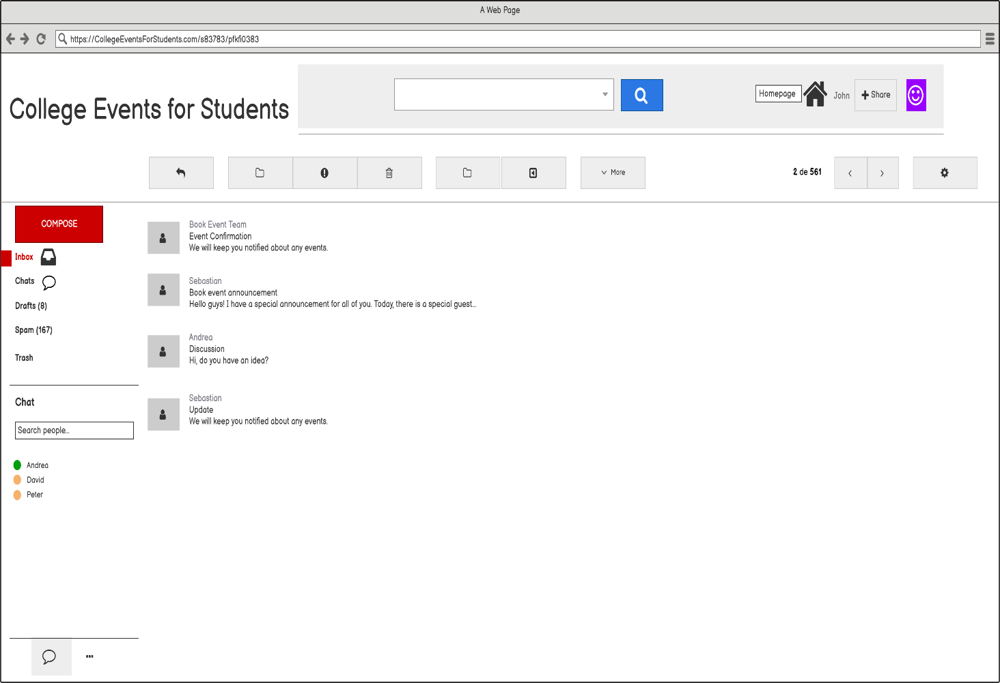 A Web Page
https://CollegeEventsForStudents.com/s83783/pfkfi0383
College Events for Students
Homepage
John
Share
More
2 de 561
COMPOSE
Inbox
Chats
Drafts (8)
Spam (167)
Trash
Chat
Search people...
Andrea
David
Peter
Book Event Team
Event Confirmation
We will keep you notified about any events.
Sebastian
Book event announcement
Hello guys! I have a special announcement for all of you. Today, there is a special guest...
Andrea
Discussion
Hi, do you have an idea?
Sebastian
Update
We will keep you notified about any events.